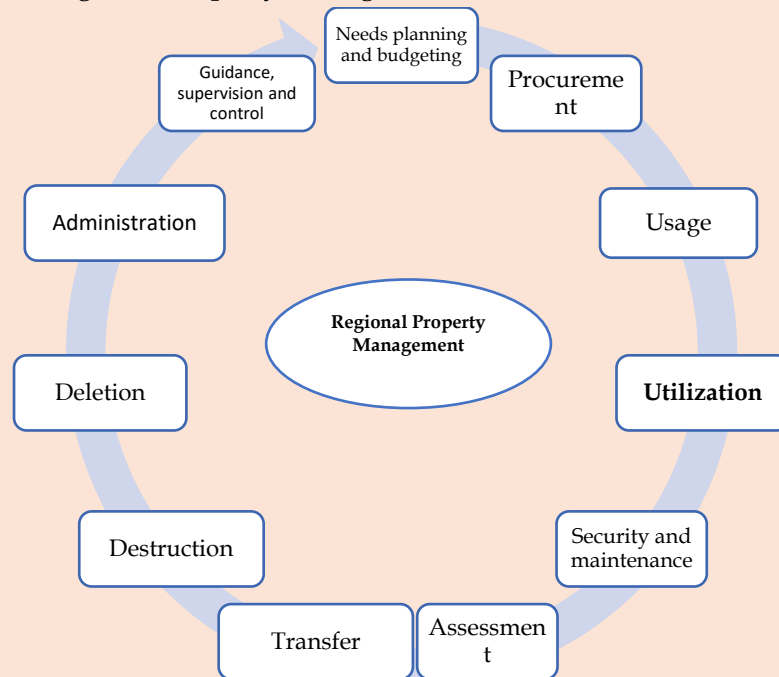 Needs planning
and budgeting
Procureme
nt
Usage
Utilization
Security and
maintenance
Assessmen
t
Transfer
Destruction
Deletion
Administration
Guidance,
supervision and
control
Regional Property
Management